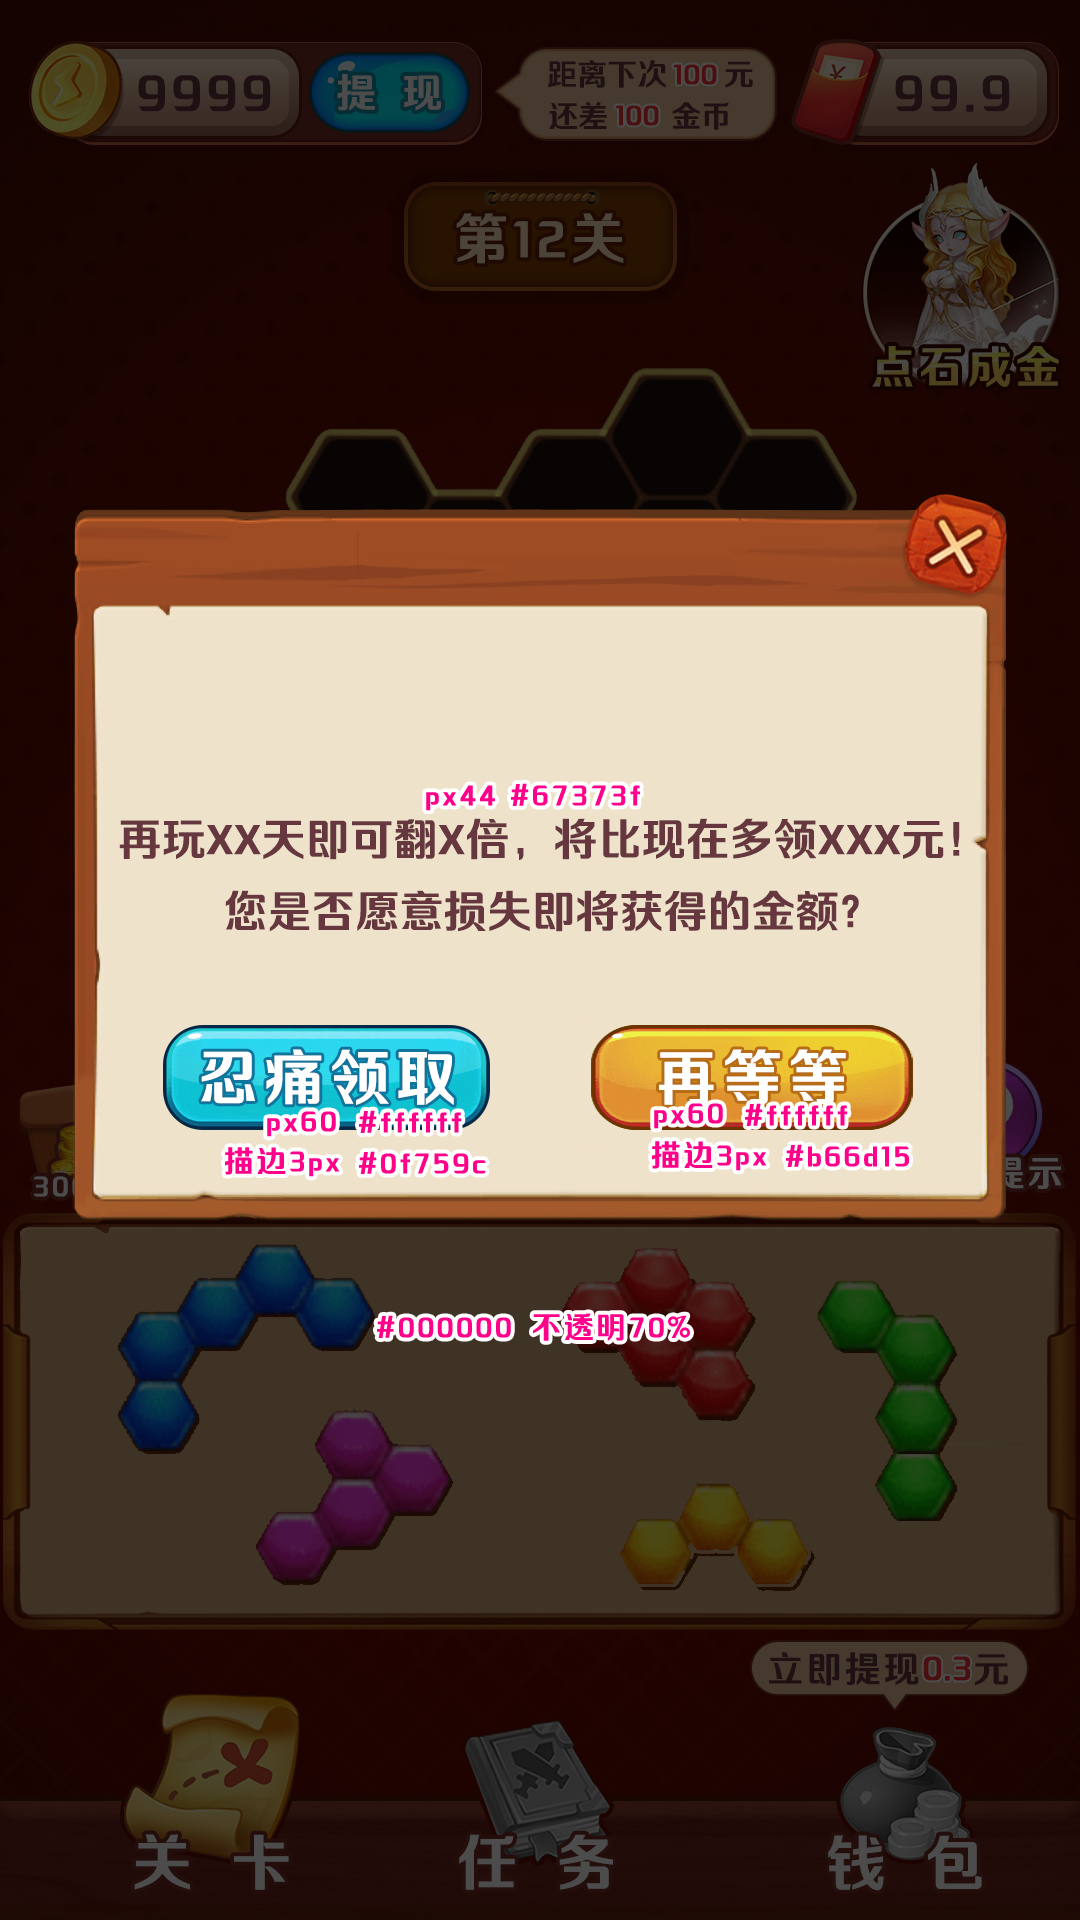 9999
提 现
距离下次100元
还差100 金币
99.9
第12关
点石成金
px44 #67373f
再玩XX天即可翻X倍，将比现在多领XXX元！
您是否愿意损失即将获得的金额？
忍痛领取
px60 #ffffff
描边3px #0f759c
再等等
px60 #ffffff
描边3px #b66d15
提示
#000000 不透明70%
立即提现0.3元
关 卡
任 务
钱 包